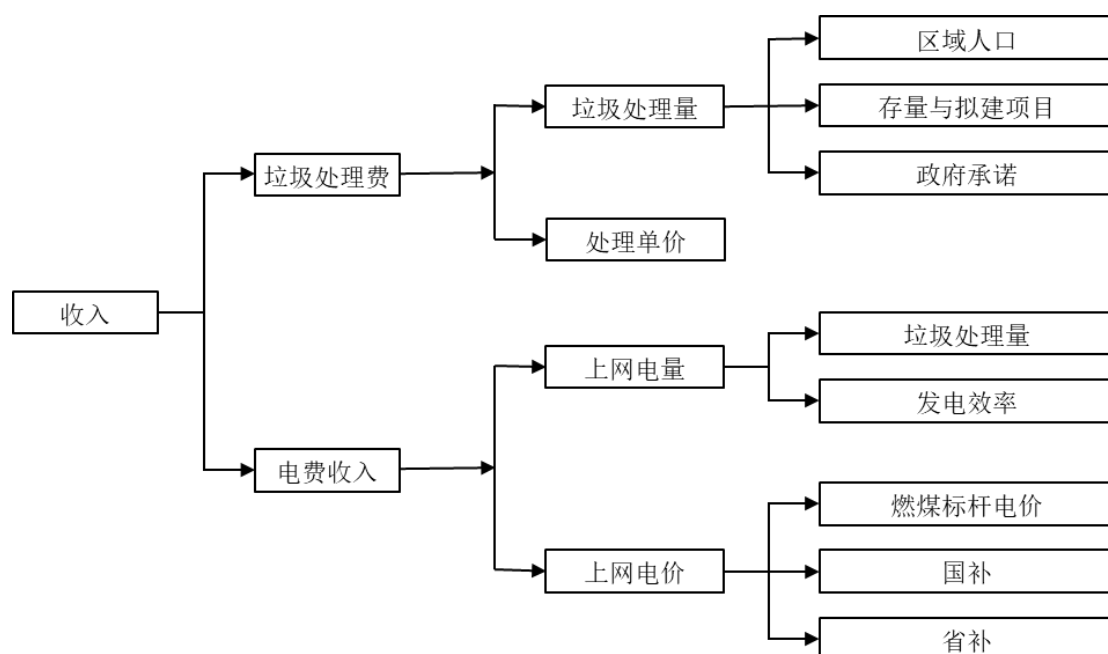 区域人口
垃圾处理量
存量与拟建项目
垃圾处理费
政府承诺
处理单价
收入
垃圾处理量
上网电量
发电效率
电费收入
燃煤标杆电价
上网电价
国补
省补